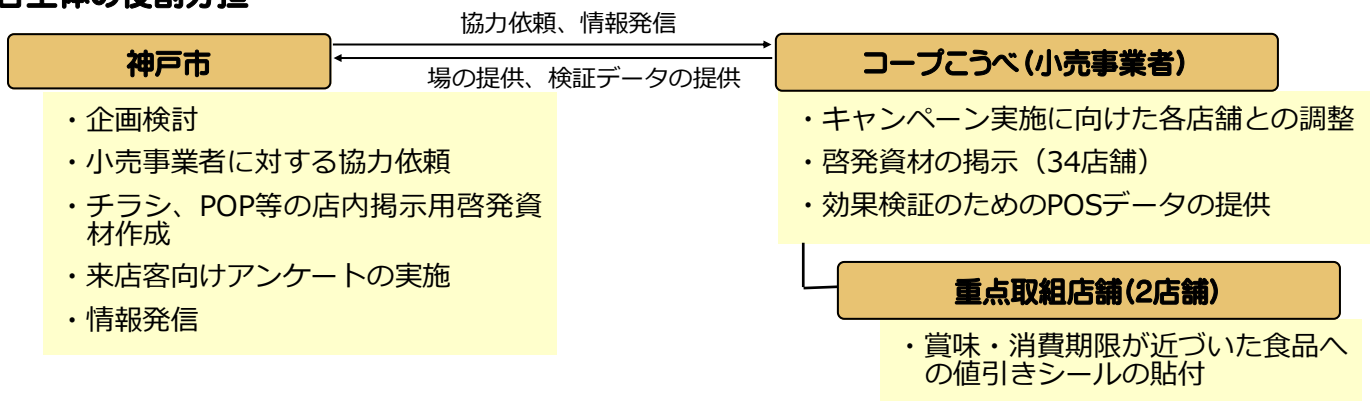 各主体の役割分担
協力依頼、情報発信
神戸市
場の提供、検証データの提供
コープこうべ(小売事業者)
・企画検討
・小売事業者に対する協力依頼
・チラシ、POP等の店内掲示用啓発資
材作成
・来店客向けアンケートの実施
・情報発信
・キャンペーン実施に向けた各店舗との調整
・啓発資材の掲示（34店舗）
・効果検証のためのPOSデータの提供
重点取組店舗(2店舗)
・賞味・消費期限が近づいた食品へ
の値引きシールの貼付